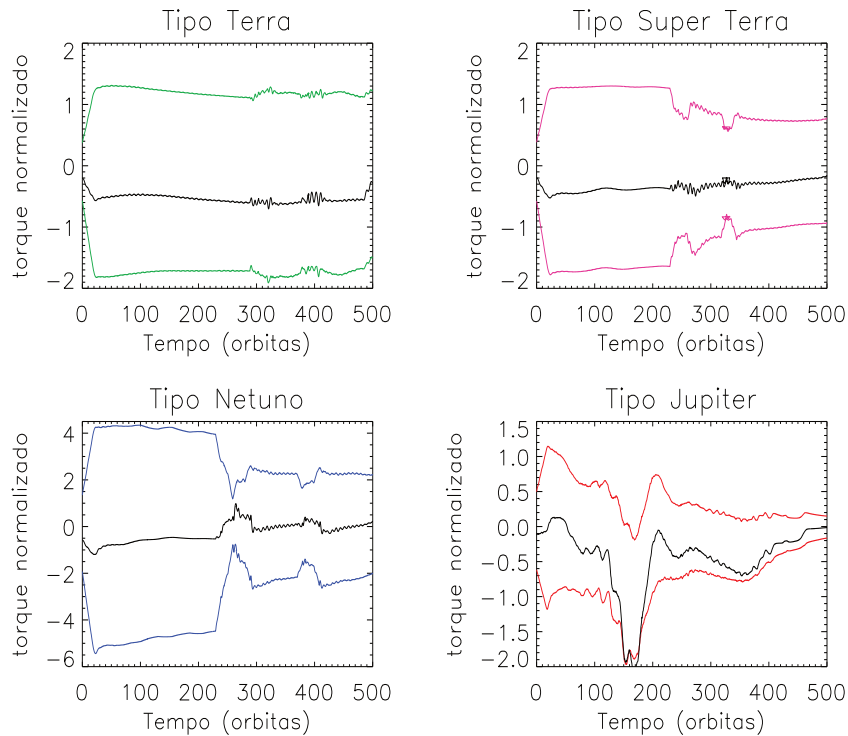 Tipo Terra
torque normalizado
2
1
0
−1
−2
0 100 200 300 400 500
Tempo (orbitas)
Tipo Super Terra
torque normalizado
2
1
0
−1
−2
0 100 200 300 400 500
Tempo (orbitas)
Tipo Netuno
torque normalizado
4
2
0
−2
−4
−6
0 100 200 300 400 500
Tempo (orbitas)
Tipo Jupiter
torque normalizado
1.5
1.0
0.5
0.0
−0.5
−1.0
−1.5
−2.0
0 100 200 300 400 500
Tempo (orbitas)